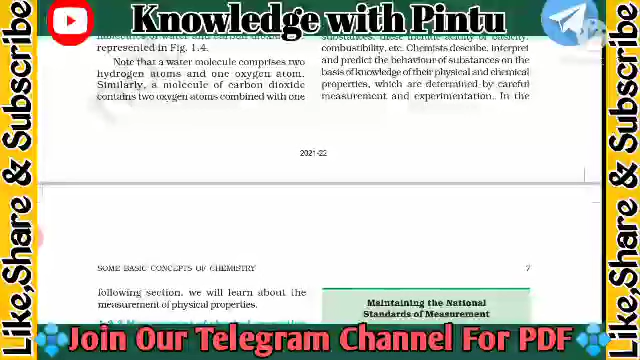 Knowledge with Pintu
represented in Fig. 1.4.
Note that a water molecule comprises two
hydrogen atoms and one oxygen atom.
Similarly, a molecule of carbon dioxide
contains two oxygen atoms combined with one
combustibility, etc. Chemists describe, interpret
and predict the behaviour of substances on the
basis of knowledge of their physical and chemical
properties, which are determined by careful
measurement and experimentation. In the
2021-22
SOME BASIC CONCEPTS OF CHEMISTRY
7
following section, we will learn about the
measurement of physical properties.
Maintaining the National
Standards of Measurement
Like,Share & Subscribe
Like,Share & Subscribe
Join Our Telegram Channel For PDF